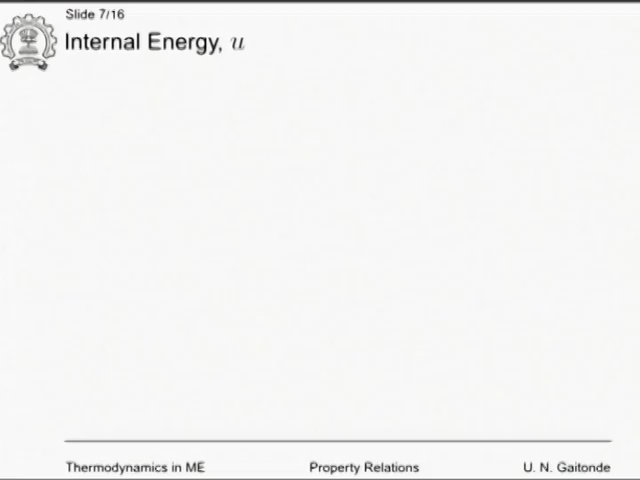 Slide 7/16
Internal Energy, u
Thermodynamics in ME Property Relations U. N. Gaitonde